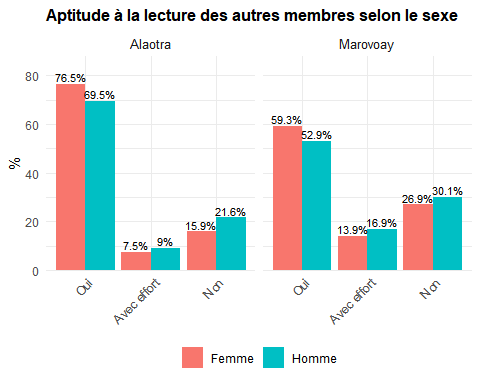 Aptitude à la lecture des autres membres selon le sexe
Alaotra
Marovoay
%
80
60
40
20
0
76.5%
69.5%
7.5%
9%
15.9%
21.6%
59.3%
52.9%
13.9%
16.9%
26.9%
30.1%
Oui
Avec effort
Non
Oui
Avec effort
Non
Femme
Homme